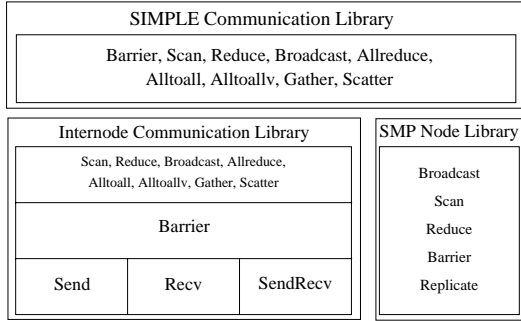 SIMPLE Communication Library
Barrier, Scan, Reduce, Broadcast, Allreduce,
Alltoall, Alltoallv, Gather, Scatter
Internode Communication Library
Scan, Reduce, Broadcast, Allreduce,
Alltoall, Alltoallv, Gather, Scatter
Barrier
Send
Recv
SendRecv
SMP Node Library
Broadcast
Scan
Reduce
Barrier
Replicate